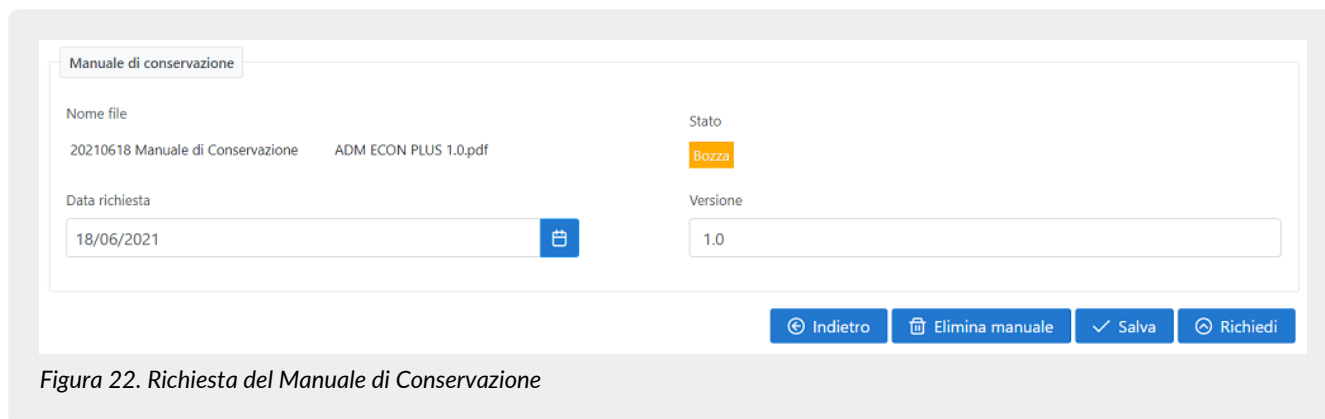 Manuale di conservazione
Nome file
Stato
20210618 Manuale di Conservazione ADM ECON PLUS 1.0.pdf
Bozza
Data richiesta
Versione
18/06/2021
1.0
Indietro
Elimina manuale
Salva
Richiedi
Figura 22. Richiesta del Manuale di Conservazione